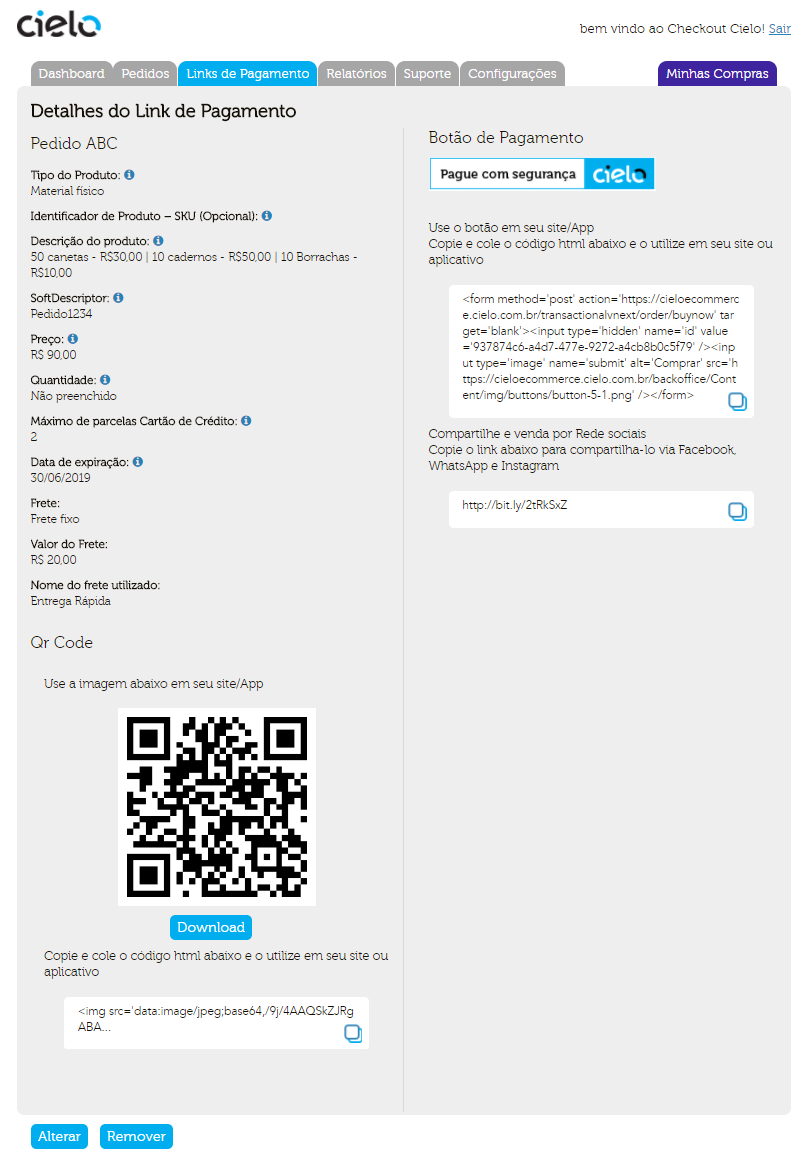 cielo
bem vindo ao Checkout Cielo! Sair
Dashboard Pedidos Links de Pagamento Relatórios Suporte Configurações Minhas Compras
Detalhes do Link de Pagamento
Pedido ABC
Tipo do Produto:
Material físico
Identificador de Produto – SKU (Opcional):
Descrição do produto:
50 canetas - R$30,00 | 10 cadernos - R$50,00 | 10 Borrachas -
R$10,00
SoftDescriptor:
Pedido1234
Preço:
R$ 90,00
Quantidade:
Não preenchido
Máximo de parcelas Cartão de Crédito:
2
Data de expiração:
30/06/2019
Frete:
Frete fixo
Valor do Frete:
R$ 20,00
Nome do frete utilizado:
Entrega Rápida
Qr Code
Use a imagem abaixo em seu site/App
Download
Copie e cole o código html abaixo e o utilize em seu site ou
aplicativo
<img src='data:image/jpeg;base64,/9j/4AAQSkZJRg
ABA...
Botão de Pagamento
Pague com segurança cielo
Use o botão em seu site/App
Copie e cole o código html abaixo e o utilize em seu site ou
aplicativo
<form method='post' action='https://cieloecommerc
e.cielo.com.br/transactionalvnext/order/buynow' tar
get='blank'><input type='hidden' name='id' value
='937874c6-a4d7-477e-9272-a4cb8b0c5f79' /><inp
ut type='image' name='submit' alt='Comprar' src='h
ttps://cieloecommerce.cielo.com.br/backoffice/Cont
ent/img/buttons/button-5-1.png' /></form>
Compartilhe e venda por Rede sociais
Copie o link abaixo para compartilha-lo via Facebook,
WhatsApp e Instagram
http://bit.ly/2tRkSxZ
Alterar Remover